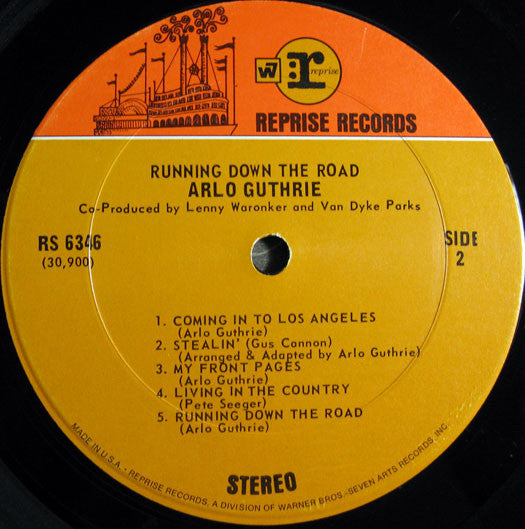 W
r
reprise
REPRISE RECORDS
RUNNING DOWN THE ROAD
ARLO GUTHRIE
Co-Produced by Lenny Waronker and Van Dyke Parks
RS 6346
(30,900)
SIDE
2
1. COMING IN TO LOS ANGELES
(Arlo Guthrie)
2. STEALIN' (Gus Cannon)
(Arranged & Adapted by Arlo Guthrie)
3. MY FRONT PAGES
(Arlo Guthrie)
4. LIVING IN THE COUNTRY
(Pete Seeger)
5. RUNNING DOWN THE ROAD
(Arlo Guthrie)
STEREO
MADE IN U.S.A. - REPRISE RECORDS, A DIVISION OF WARNER BROS.-SEVEN ARTS RECORDS, INC.